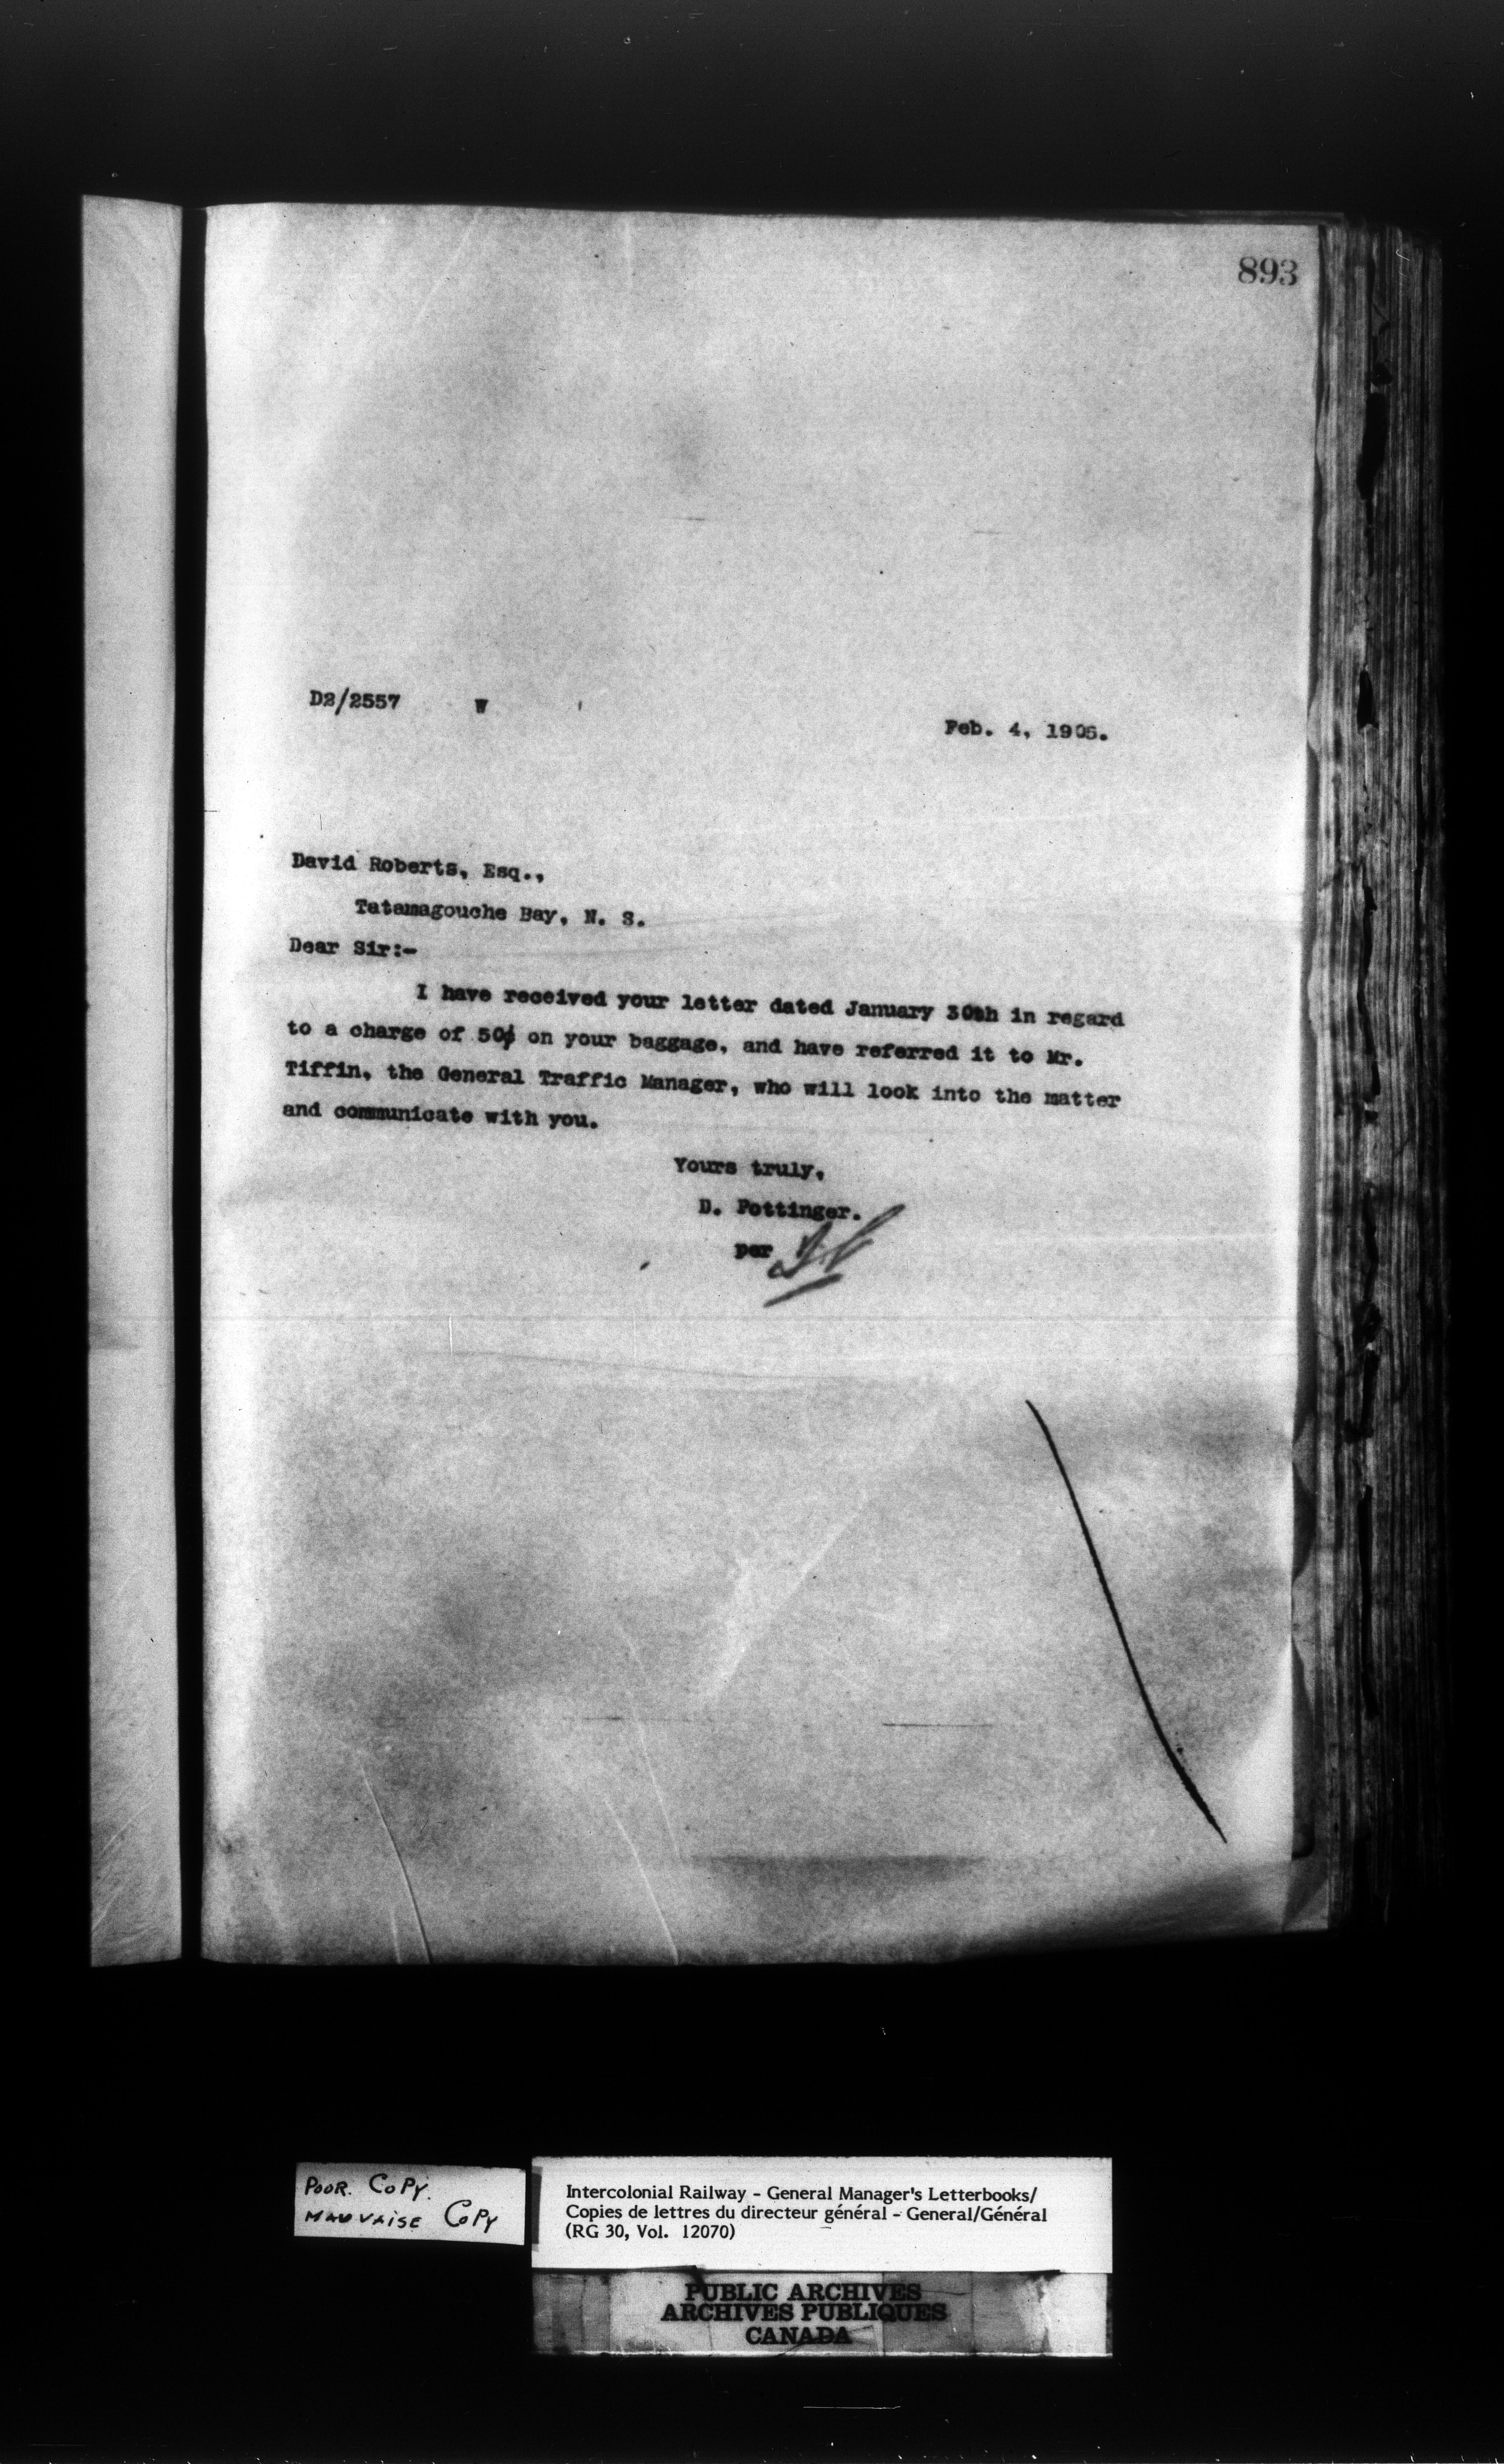 893
D2/2557 W
Feb. 4, 1905.
David Roberts, Esq.,
Tatamagouche Bay, N. S.
Dear Sir:-
I have received your letter dated January 30th in regard
to a charge of 50¢ on your baggage, and have referred it to Mr.
Tiffin, the General Traffic Manager, who will look into the matter
and communicate with you.
Yours truly,
D. Pottinger.
per
POOR. COPY.
MAUVAISE COPY
Intercolonial Railway - General Manager's Letterbooks/
Copies de lettres du directeur général - General/Général
(RG 30, Vol. 12070)
PUBLIC ARCHIVES
ARCHIVES PUBLIQUES
CANADA